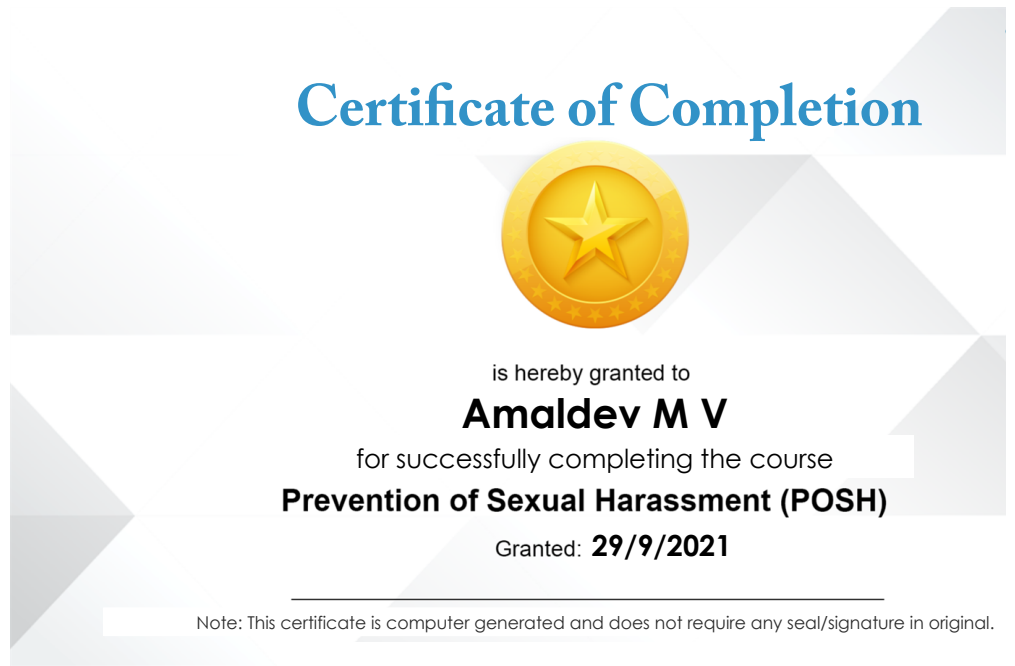 Certificate of Completion
is hereby granted to
Amaldev M V
for successfully completing the course
Prevention of Sexual Harassment (POSH)
Granted: 29/9/2021
Note: This certificate is computer generated and does not require any seal/signature in original.